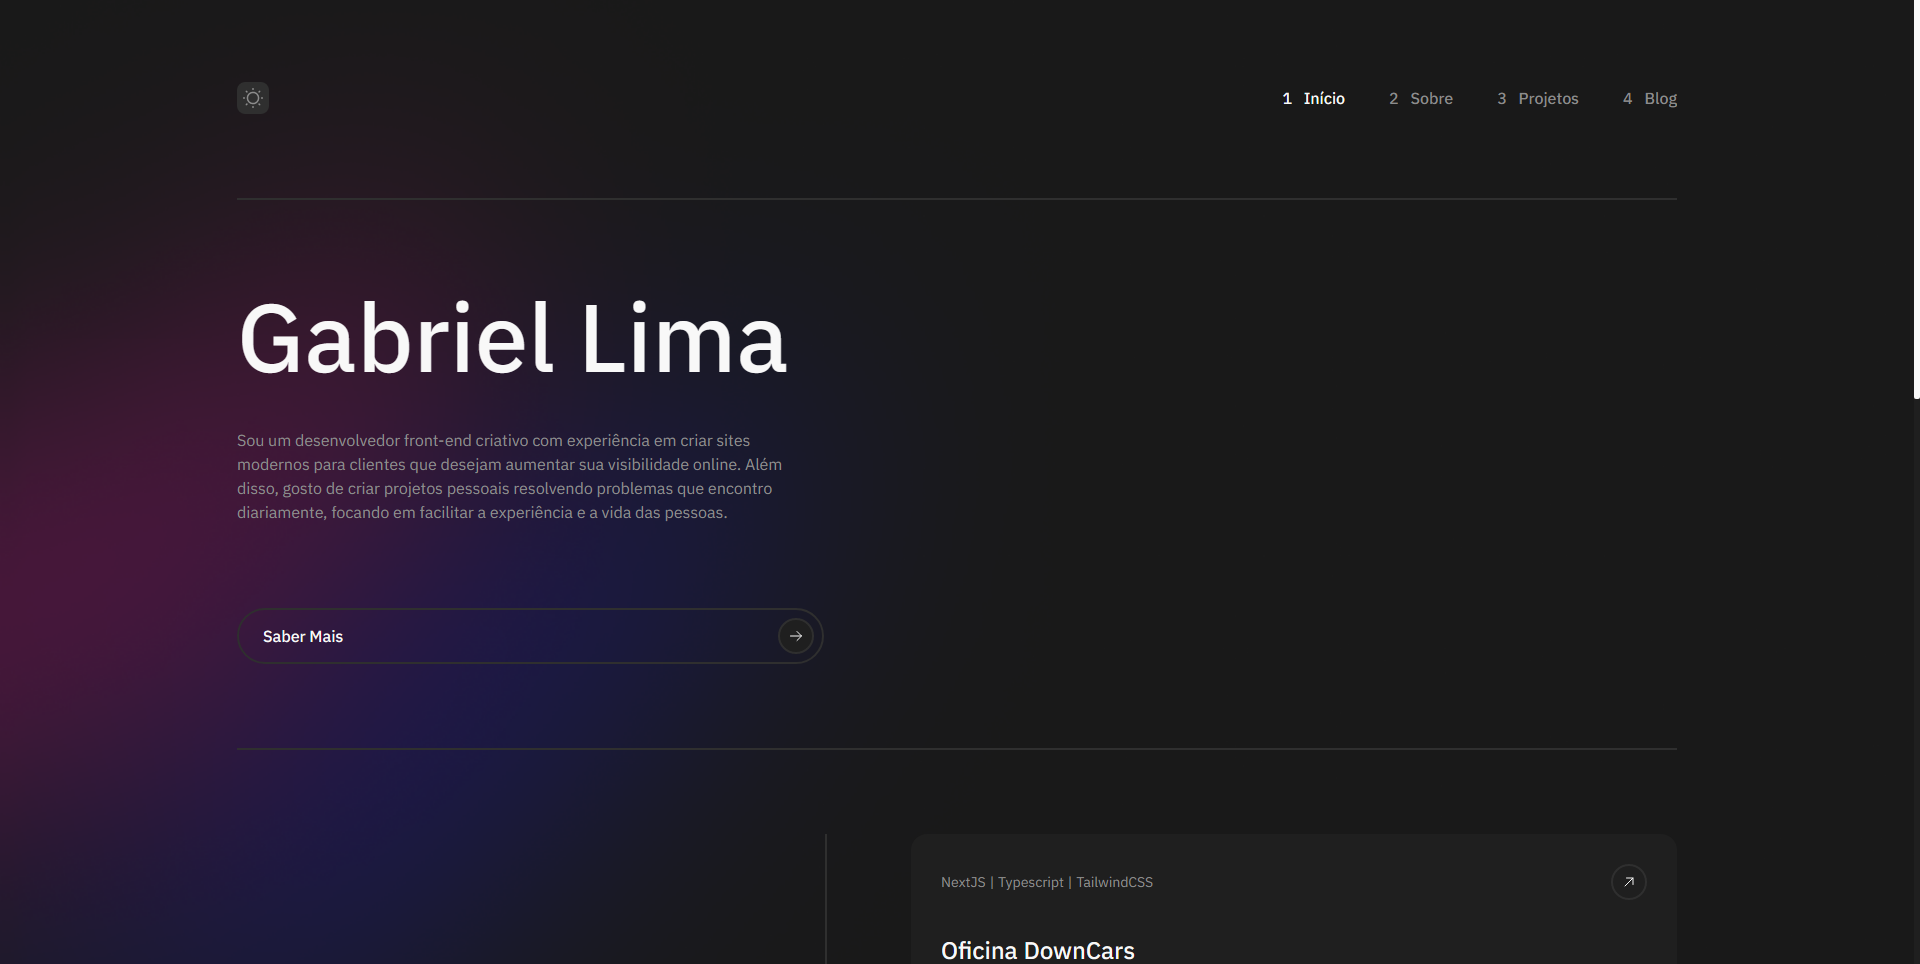 1 Início 2 Sobre 3 Projetos 4 Blog
Gabriel Lima
Sou um desenvolvedor front-end criativo com experiência em criar sites
modernos para clientes que desejam aumentar sua visibilidade online. Além
disso, gosto de criar projetos pessoais resolvendo problemas que encontro
diariamente, focando em facilitar a experiência e a vida das pessoas.
Saber Mais
NextJS | Typescript | TailwindCSS
Oficina DownCars